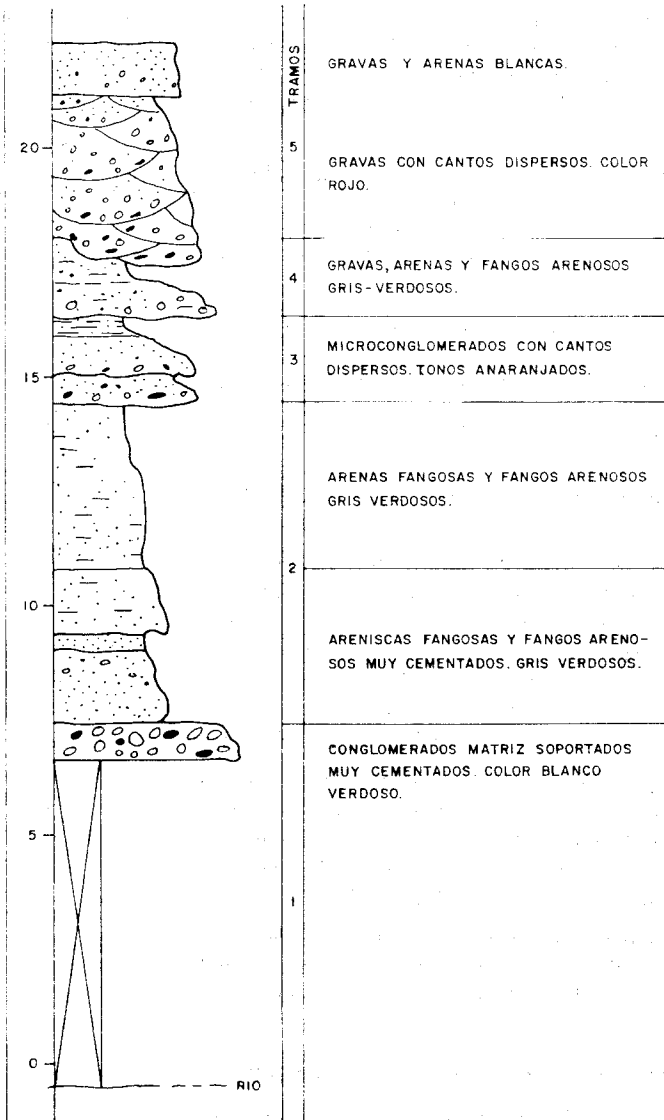 TRAMOS
GRAVAS Y ARENAS BLANCAS.
20
5
GRAVAS CON CANTOS DISPERSOS. COLOR
ROJO.
4
GRAVAS, ARENAS Y FANGOS ARENOSOS
GRIS-VERDOSOS.
15
3
MICROCONGLOMERADOS CON CANTOS
DISPERSOS. TONOS ANARANJADOS.
ARENAS FANGOSAS Y FANGOS ARENOSOS
GRIS VERDOSOS.
2
10
ARENISCAS FANGOSAS Y FANGOS ARENO-
SOS MUY CEMENTADOS. GRIS VERDOSOS.
CONGLOMERADOS MATRIZ SOPORTADOS
MUY CEMENTADOS. COLOR BLANCO
VERDOSO.
5
1
0
RIO